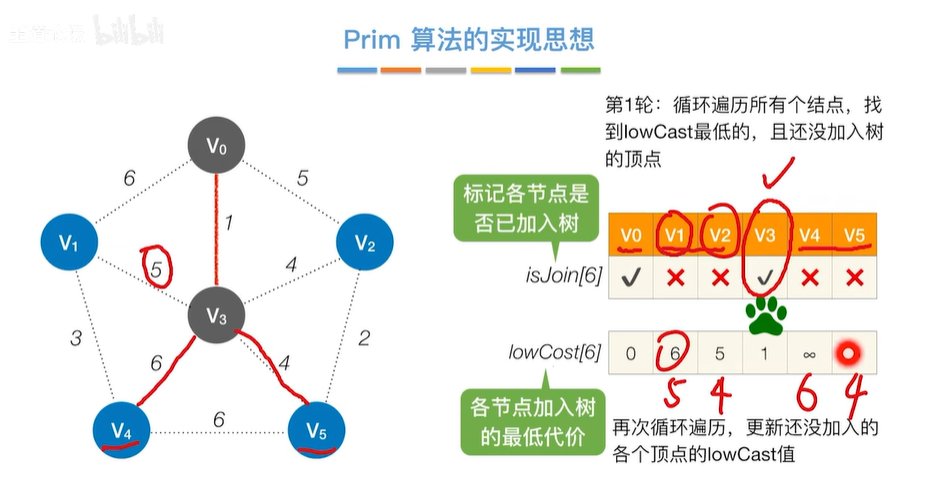 bilibili
Prim 算法的实现思想
第1轮：循环遍历所有个结点，找
到lowCast最低的，且还没加入树
的顶点
标记各节点是
否已加入树
V0 V1 V2 V3 V4 V5
isJoin[6] ✓ ✗ ✗ ✓ ✗ ✗
lowCost[6] 0 6 5 1 ∞
5 4 6 4
各节点加入树
的最低代价
再次循环遍历，更新还没加入的
各个顶点的lowCast值
V0
6 5
1
V1 V2
5 4
V3
3 6 4 2
V4 6 V5